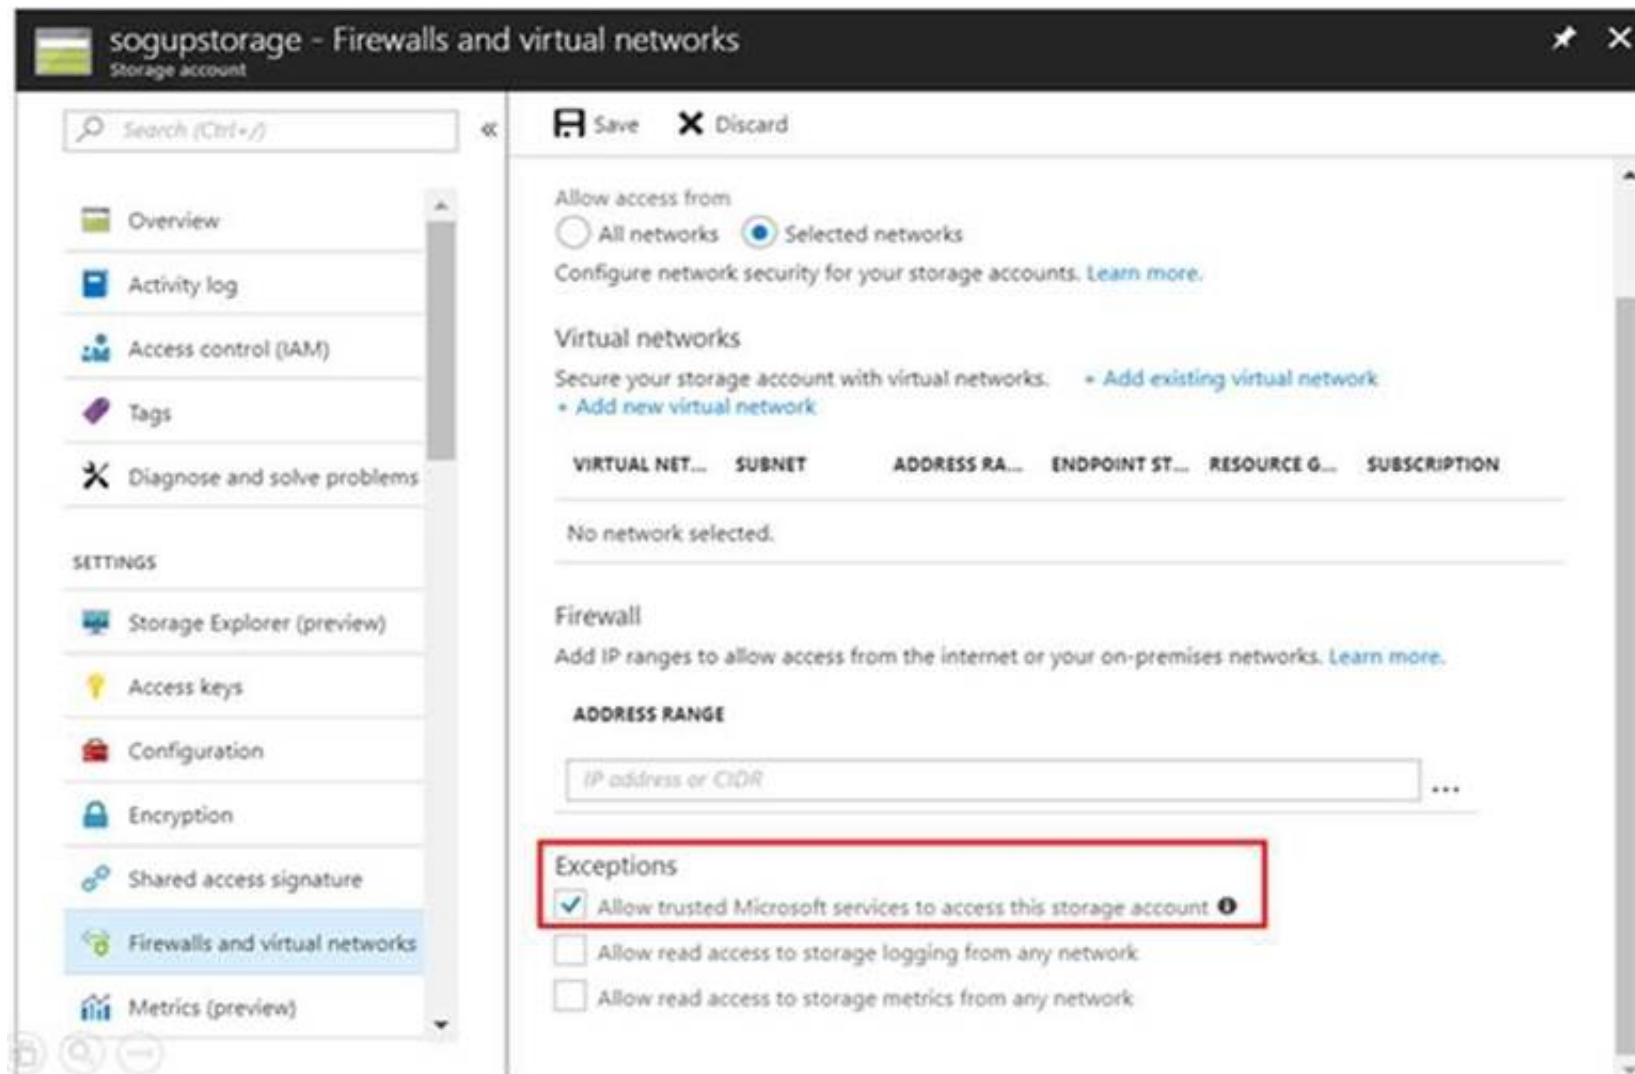 sogupstorage - Firewalls and virtual networks
Storage account
Search (Ctrl+/)
«
Overview
Activity log
Access control (IAM)
Tags
Diagnose and solve problems
SETTINGS
Storage Explorer (preview)
Access keys
Configuration
Encryption
Shared access signature
Firewalls and virtual networks
Metrics (preview)
Save Discard
Allow access from
All networks Selected networks
Configure network security for your storage accounts. Learn more.
Virtual networks
Secure your storage account with virtual networks. + Add existing virtual network
+ Add new virtual network
VIRTUAL NET... SUBNET ADDRESS RA... ENDPOINT ST... RESOURCE G... SUBSCRIPTION
No network selected.
Firewall
Add IP ranges to allow access from the internet or your on-premises networks. Learn more.
ADDRESS RANGE
IP address or CIDR ...
Exceptions
Allow trusted Microsoft services to access this storage account
Allow read access to storage logging from any network
Allow read access to storage metrics from any network